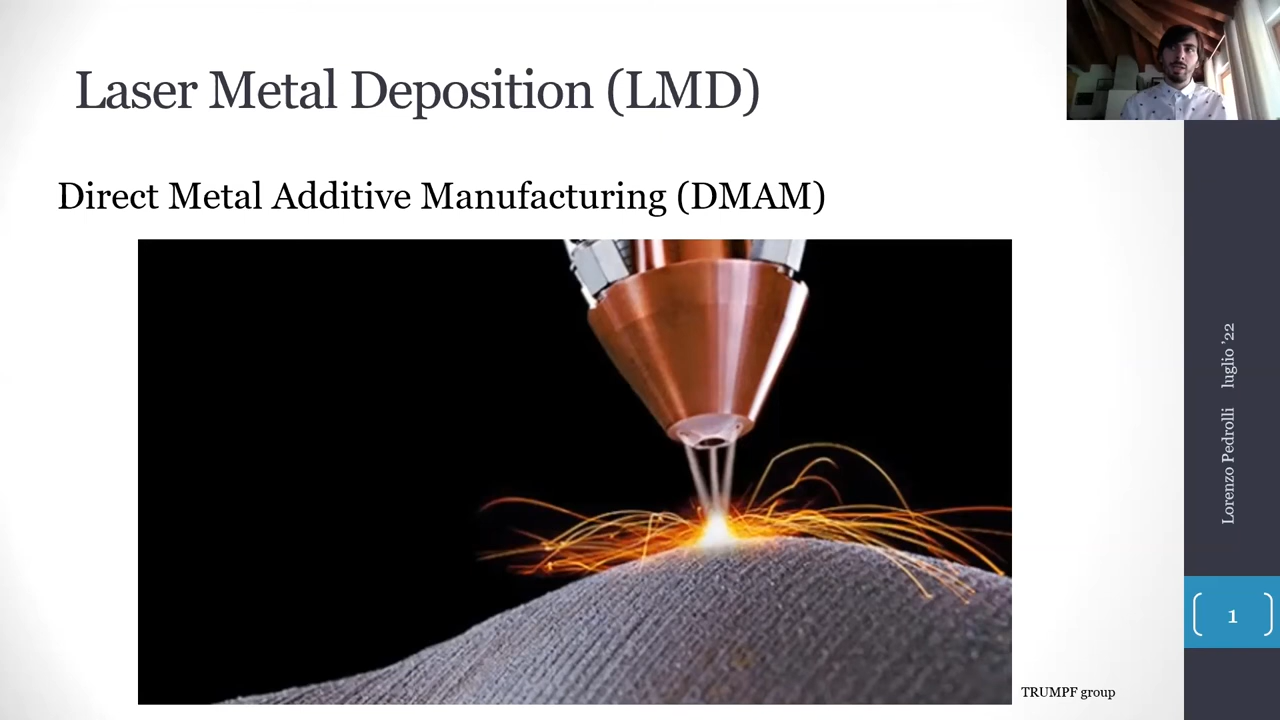 Laser Metal Deposition (LMD)
Direct Metal Additive Manufacturing (DMAM)
TRUMPF group
Lorenzo Pedrolli luglio '22
1